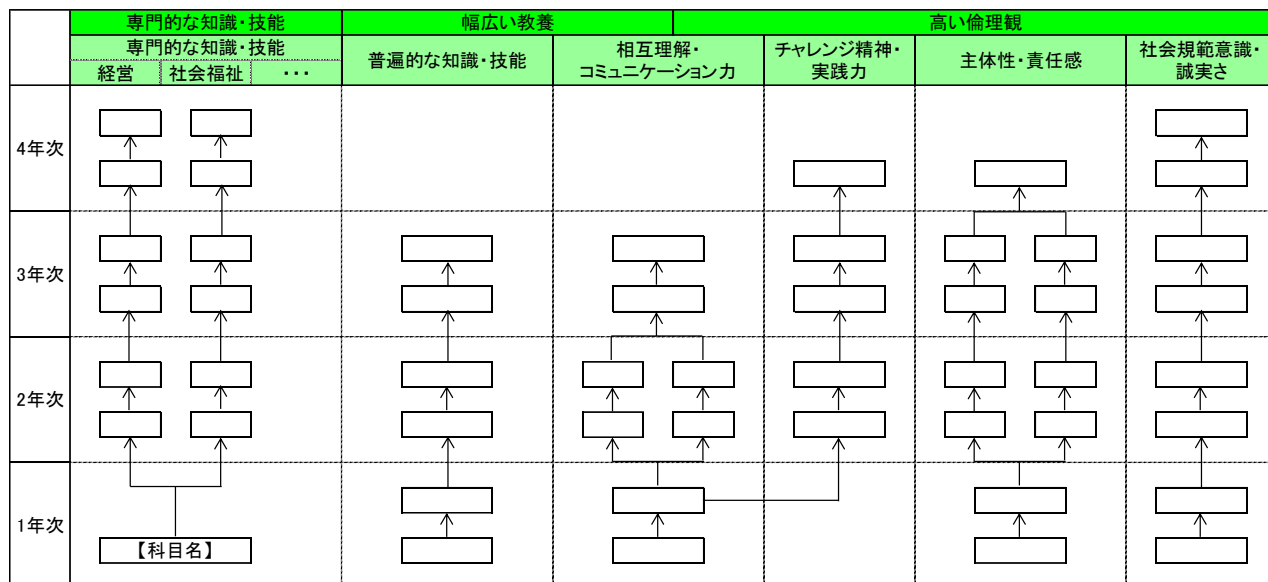 専門的な知識・技能
幅広い教養
高い倫理観
専門的な知識・技能
普遍的な知識・技能
相互理解・
コミュニケーション力
チャレンジ精神・
実践力
主体性・責任感
社会規範意識・
誠実さ
経営
社会福祉
・・・
4年次
3年次
2年次
1年次
【科目名】